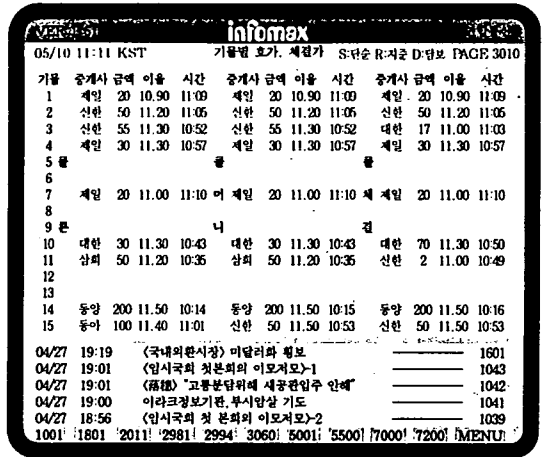 infomax
05/10 11:11 KST 기물별 호가. 체결가 S:단순 R:지준 D:담보 PAGE 3010
기물 중개사 금액 이율 시간 중개사 금액 이율 시간 중개사 금액 이율 시간
1 제일 20 10.90 11:09 제일 20 10.90 11:09 제일 20 10.90 11:09
2 신한 50 11.20 11:05 신한 50 11.20 11:05 신한 50 11.20 11:05
3 신한 55 11.30 10:52 신한 55 11.30 10:52 대한 17 11.00 11:03
4 제일 30 11.30 10:57 제일 30 11.30 10:57 제일 30 11.30 10:57
5 콜 콜 콜
6
7 제일 20 11.00 11:10 머 제일 20 11.00 11:10 체 제일 20 11.00 11:10
8
9 론 니 결
10 대한 30 11.30 10:43 대한 30 11.30 10:43 대한 70 11.30 10:50
11 삼희 50 11.20 10:35 삼희 50 11.20 10:35 신한 2 11.00 10:49
12
13
14 동양 200 11.50 10:14 동양 200 11.50 10:15 동양 200 11.50 10:16
15 동아 100 11.40 11:01 신한 50 11.50 10:53 신한 50 11.50 10:53
04/27 19:19 〈국내외환시장〉 미달러화 횡보 1601
04/27 19:01 〈임시국회 첫본회의 이모저모〉-1 1043
04/27 19:01 "고통분담위해 새공관입주 안해" 1042
04/27 19:00 이라크정보기관,부시암살 기도 1041
04/27 18:56 〈임시국회 첫 본회의 이모저모〉-2 1039
1001 1801 2011 2981 2994 3060 5001 5500 7000 7200 MENU